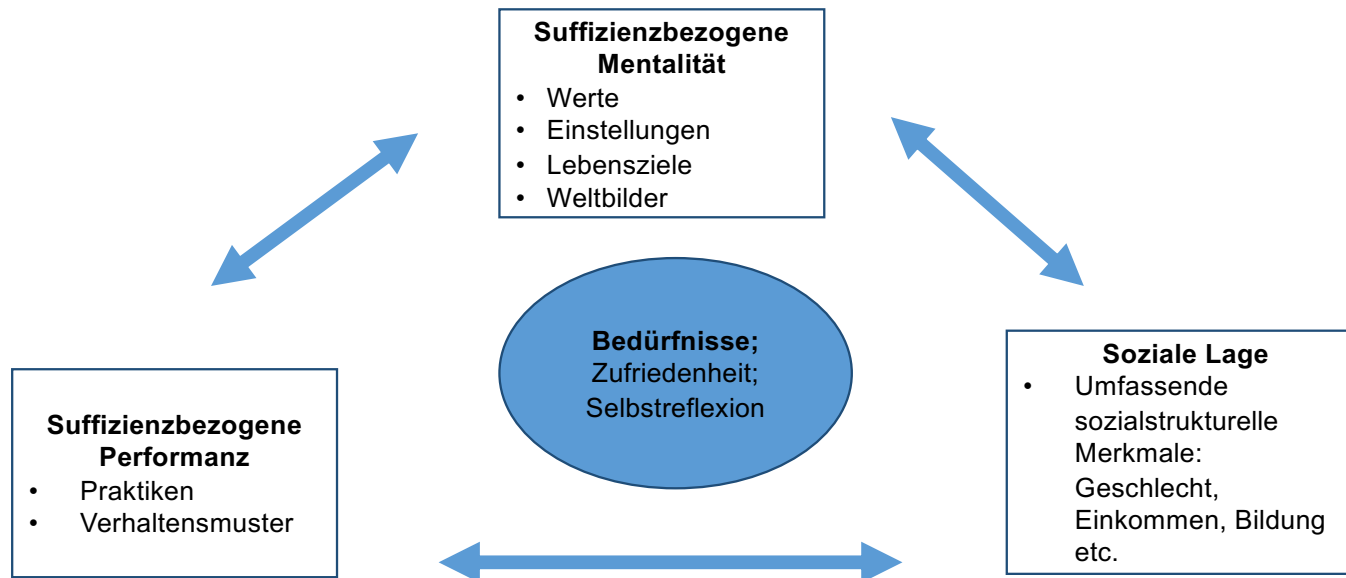 Suffizienzbezogene
Mentalität
• Werte
• Einstellungen
• Lebensziele
• Weltbilder
Bedürfnisse;
Zufriedenheit;
Selbstreflexion
Suffizienzbezogene
Performanz
• Praktiken
• Verhaltensmuster
Soziale Lage
• Umfassende
sozialstrukturelle
Merkmale:
Geschlecht,
Einkommen, Bildung
etc.